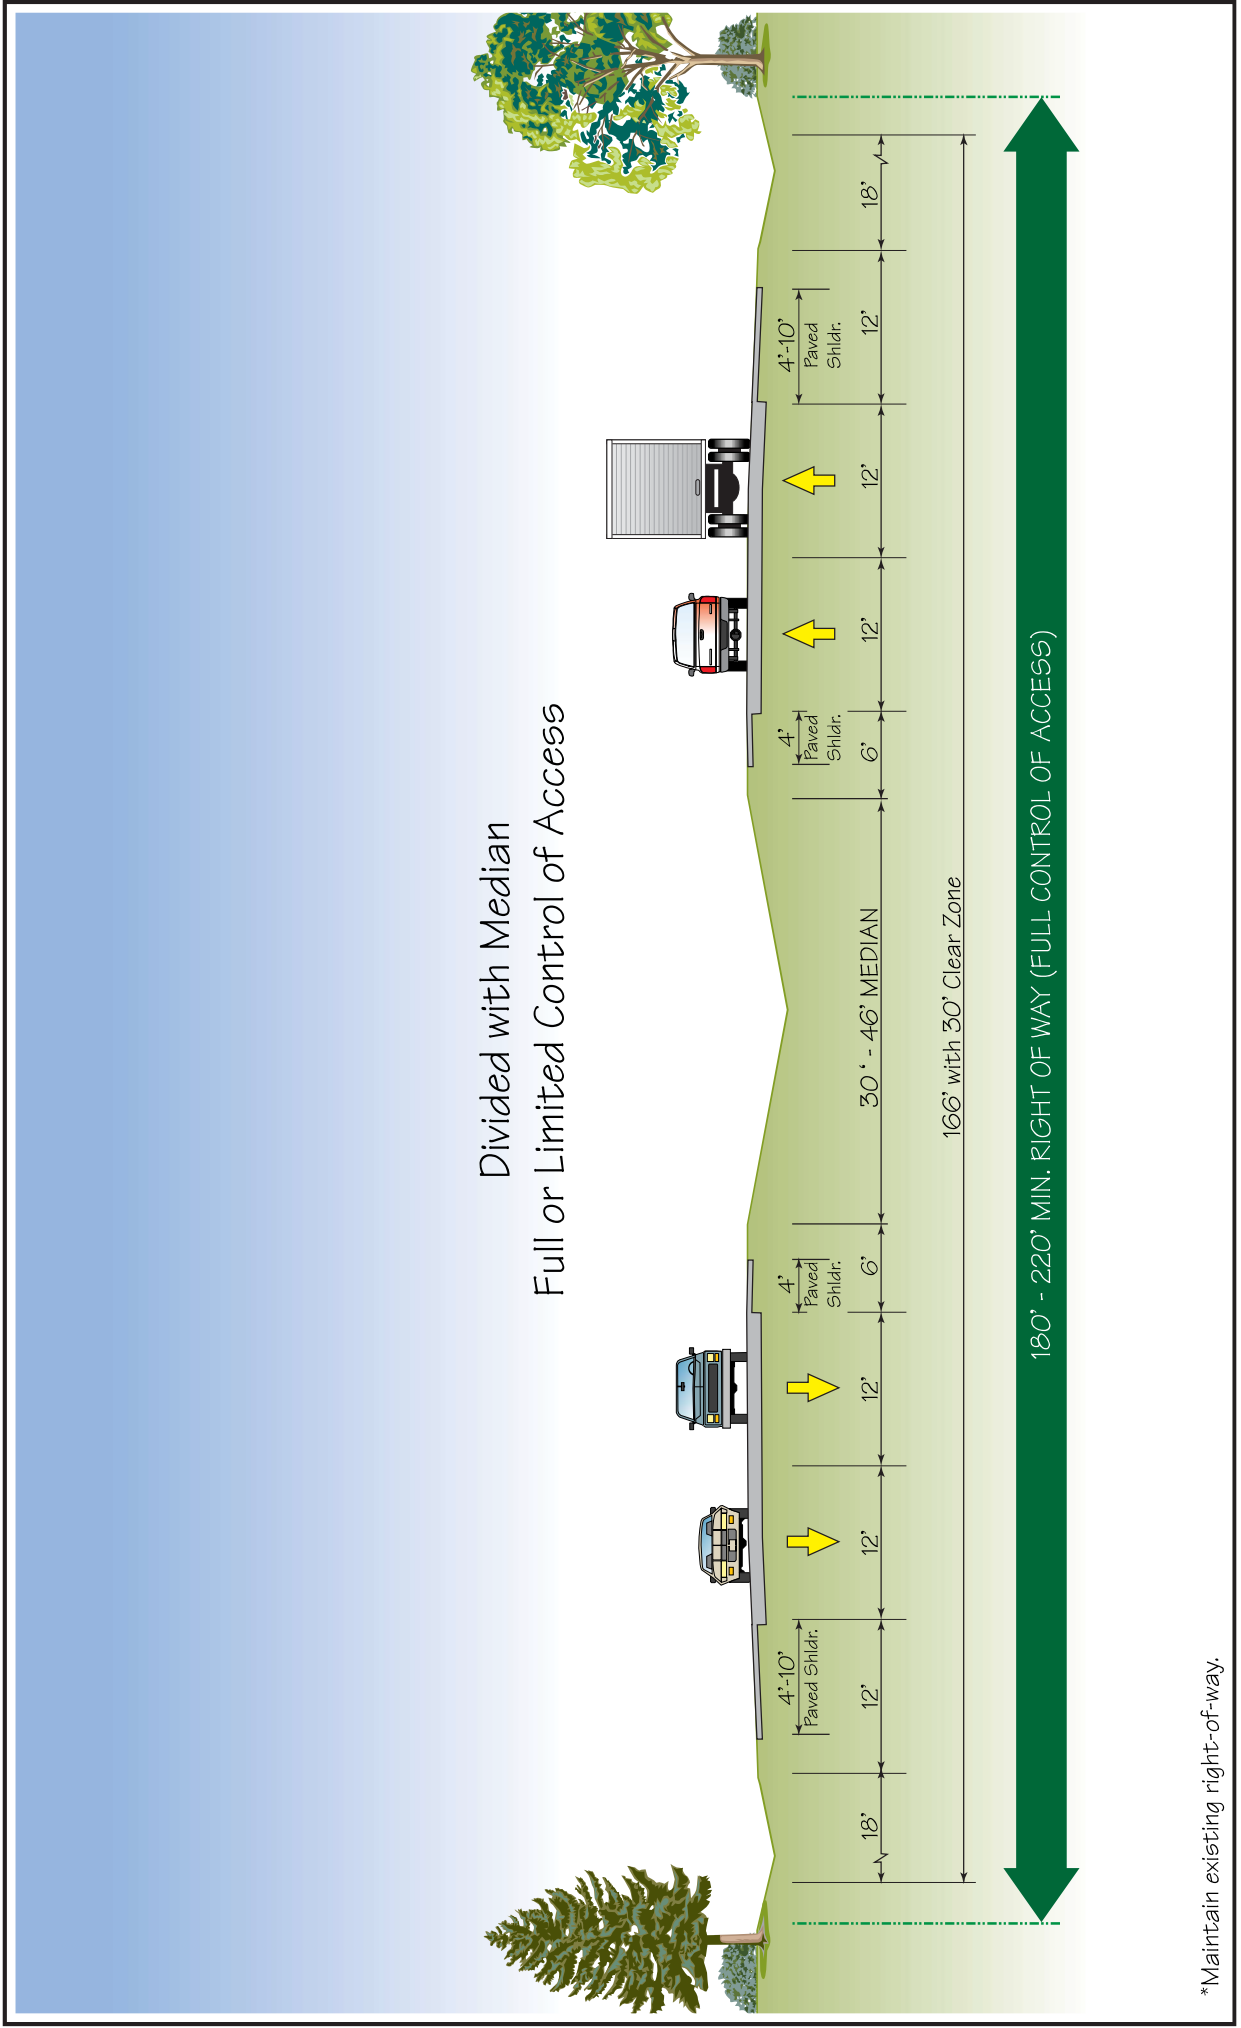 Divided with Median
Full or Limited Control of Access
4'-10'
Paved Shldr.
4'
Paved
Shldr.
4'
Paved
Shldr.
4'-10'
Paved
Shldr.
18'
12'
12'
12'
6'
30‘ - 46' MEDIAN
6'
12'
12'
12'
18'
166' with 30' Clear Zone
180' - 220' MIN. RIGHT OF WAY (FULL CONTROL OF ACCESS)
*Maintain existing right-of-way.